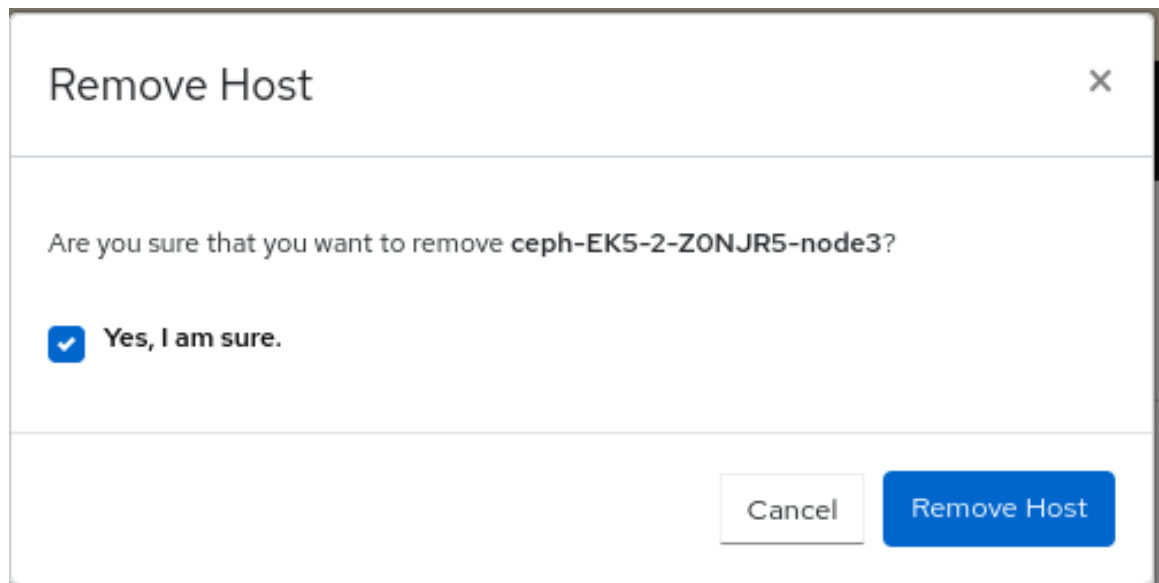 Remove Host
Are you sure that you want to remove ceph-EK5-2-Z0NJR5-node3?
Yes, I am sure.
Cancel
Remove Host